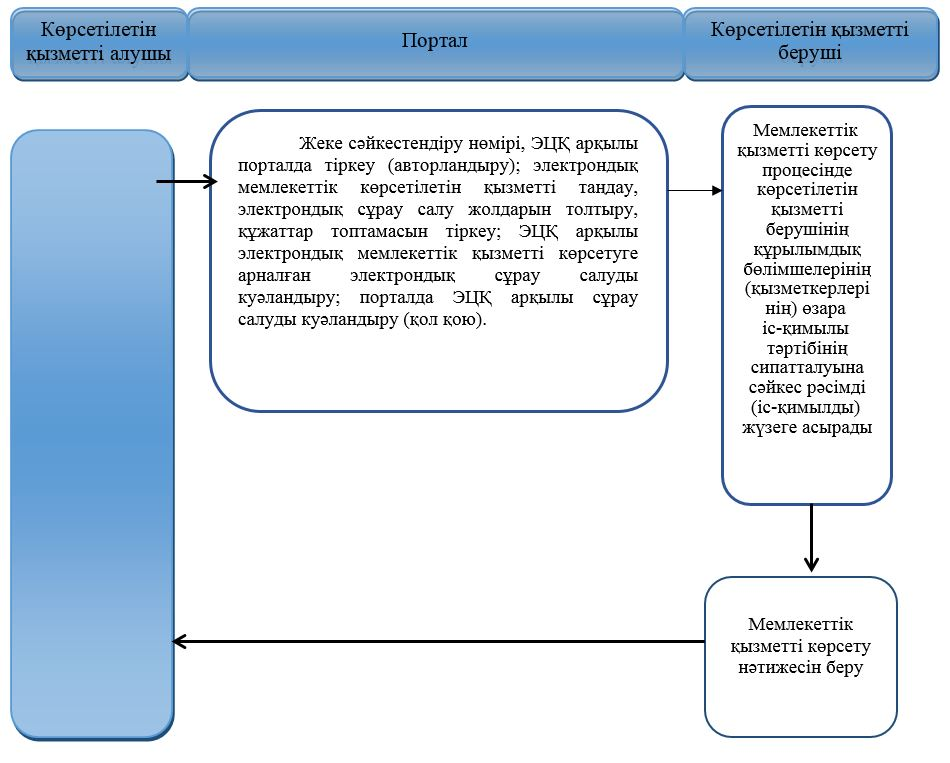 Көрсетілетін
қызметті алушы
Портал
Көрсетілетін қызметті
беруші
Жеке сәйкестендіру нөмірі, ЭЦҚ арқылы
порталда тіркеу (авторландыру); электрондық
мемлекеттік көрсетілетін қызметті таңдау,
электрондық сұрау салу жолдарын толтыру,
құжаттар топтамасын тіркеу; ЭЦҚ арқылы
электрондық мемлекеттік қызметті көрсетуге
арналған электрондық сұрау салуды
куәландыру; порталда ЭЦҚ арқылы сұрау
салуды куәландыру (қол қою).
Мемлекеттік
қызметті көрсету
процесінде
көрсетілетін
қызметті
берушінің
құрылымдық
бөлімшелерінің
(қызметкерлері
нің) өзара
іс-қимылы
тәртібінің
сипатталуына
сәйкес рәсімді
(іс-қимылды)
жүзеге асырады
Мемлекеттік
қызметті көрсету
нәтижесін беру